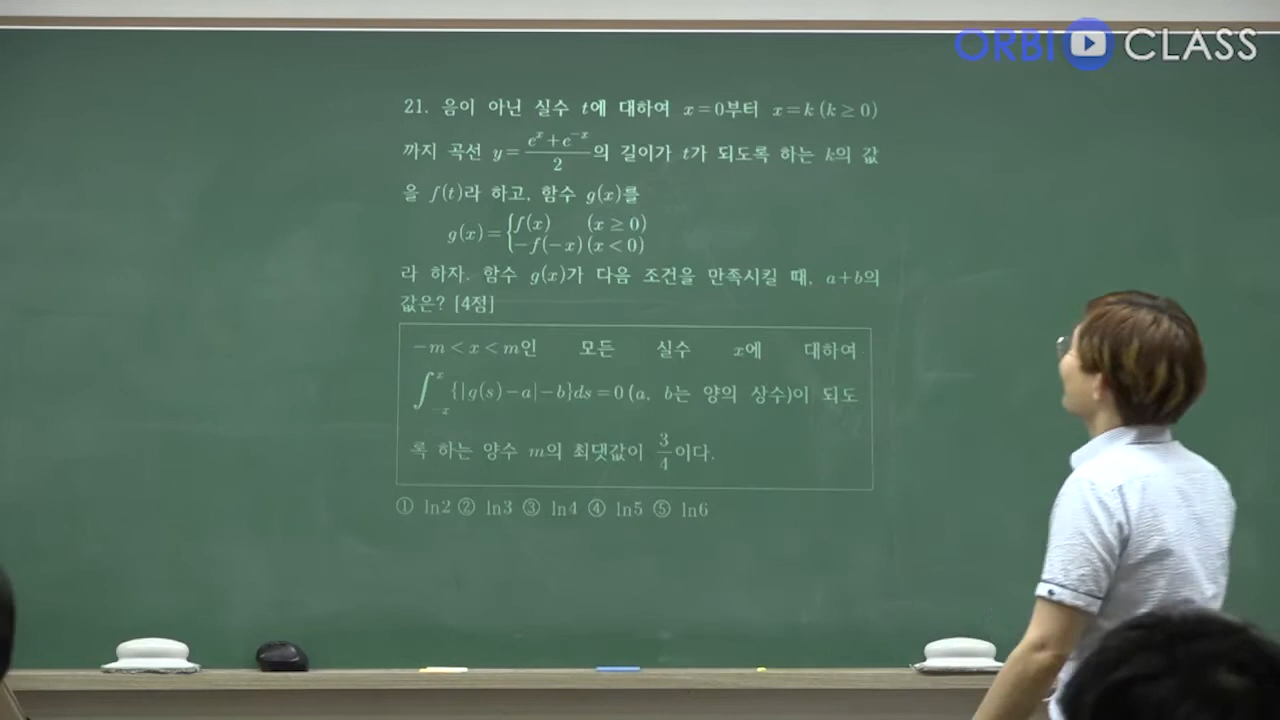 ORBI CLASS
21. 음이 아닌 실수 t에 대하여 x=0부터 x=k (k≥0)
까지 곡선 y=\frac{e^x+e^{-x}}{2}의 길이가 t가 되도록 하는 k의 값
을 f(t)라 하고, 함수 g(x)를
g(x)={f(x) (x≥0)
-f(-x) (x<0)
라 하자. 함수 g(x)가 다음 조건을 만족시킬 때, a+b의
값은? [4점]
-m<x<m인 모든 실수 x에 대하여
∫_{-x}^{x}{|g(s)-a|-b}ds=0 (a, b는 양의 상수)이 되도
록 하는 양수 m의 최댓값이 \frac{3}{4}이다.
① ln2 ② ln3 ③ ln4 ④ ln5 ⑤ ln6